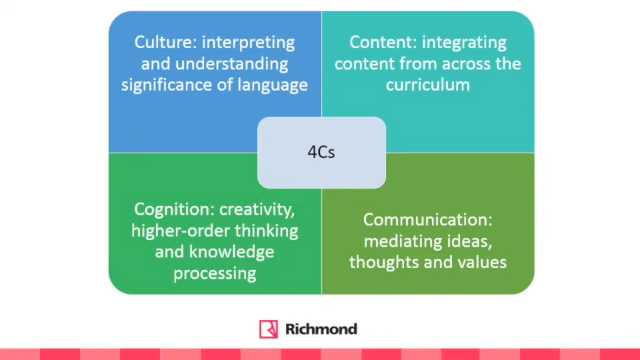 Culture: interpreting
and understanding
significance of language
Content: integrating
content from across the
curriculum
4Cs
Cognition: creativity,
higher-order thinking
and knowledge
processing
Communication:
mediating ideas,
thoughts and values
Richmond